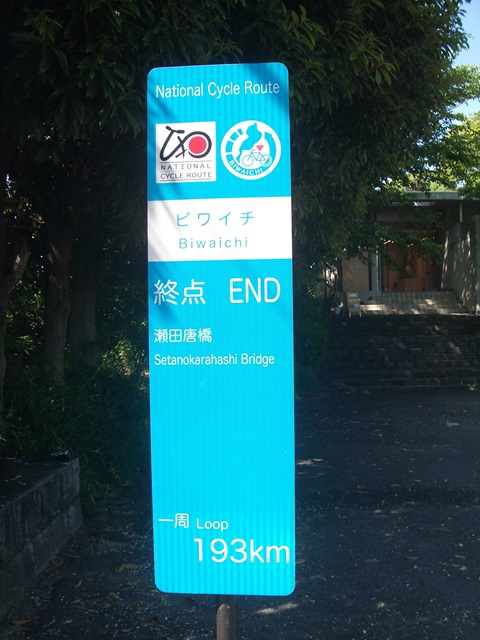 National Cycle Route
NATIONAL
CYCLE ROUTE
BIWAICHI
ビワイチ
Biwaichi
終点 END
瀬田唐橋
Setanokarahashi Bridge
一周 Loop
193km